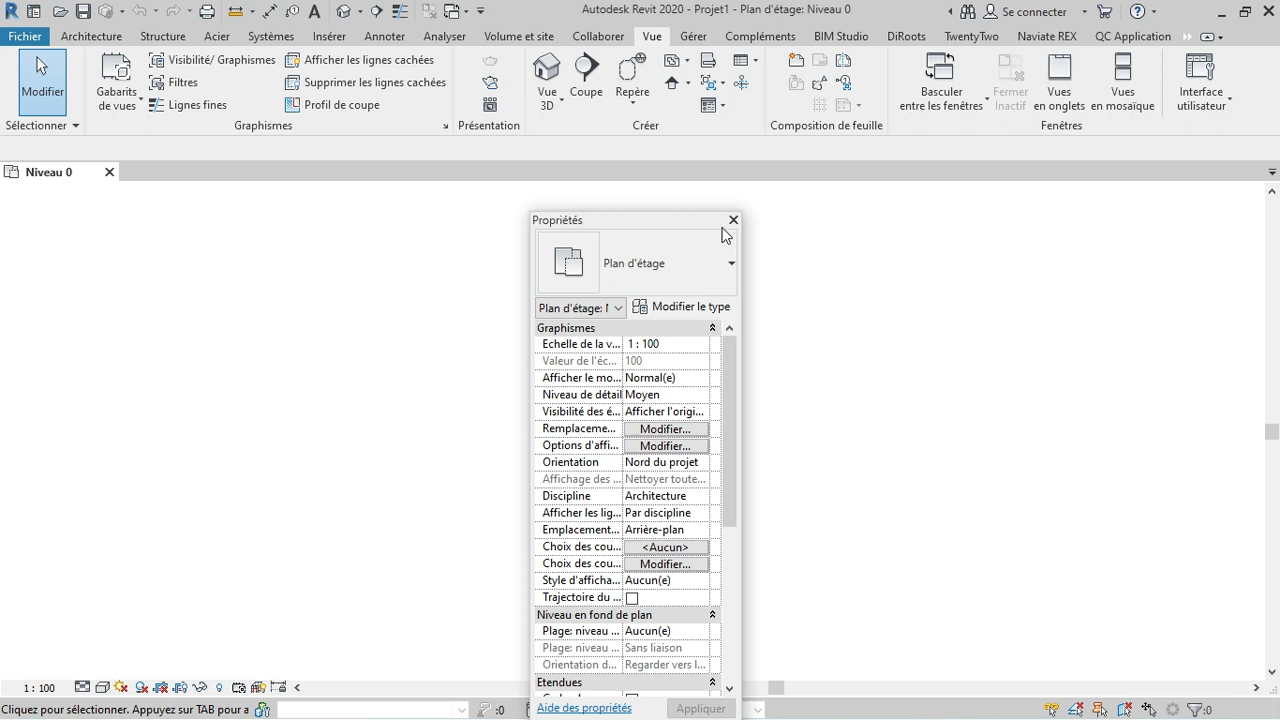 Autodesk Revit 2020 - Projet1 - Plan d'étage: Niveau 0
Se connecter
Fichier Architecture Structure Acier Systèmes Insérer Annoter Analyser Volume et site Collaborer Vue Gérer Compléments BIM Studio DiRoots TwentyTwo Naviate REX QC Application
Modifier
Gabarits de vues
Visibilité/ Graphismes
Filtres
Lignes fines
Afficher les lignes cachées
Supprimer les lignes cachées
Profil de coupe
Vue 3D
Coupe
Repère
Basculer entre les fenêtres
Fermer Inactif
Vues en onglets
Vues en mosaïque
Interface utilisateur
Sélectionner
Graphismes
Présentation
Créer
Composition de feuille
Fenêtres
Niveau 0
Propriétés
Plan d'étage
Plan d'étage: Modifier le type
Graphismes
Echelle de la v... 1 : 100
Valeur de l'éc... 100
Afficher le mo... Normal(e)
Niveau de détail Moyen
Visibilité des é... Afficher l'origi...
Remplaceme... Modifier...
Options d'affi... Modifier...
Orientation Nord du projet
Affichage des ... Nettoyer toute...
Discipline Architecture
Afficher les lig... Par discipline
Emplacement... Arrière-plan
Choix des cou... <Aucun>
Choix des cou... Modifier...
Style d'afficha... Aucun(e)
Trajectoire du ...
Niveau en fond de plan
Plage: niveau ... Aucun(e)
Plage: niveau ... Sans liaison
Orientation d... Regarder vers l...
Etendues
Aide des propriétés Appliquer
1 : 100
Cliquez pour sélectionner. Appuyez sur TAB pour a
:0
:0